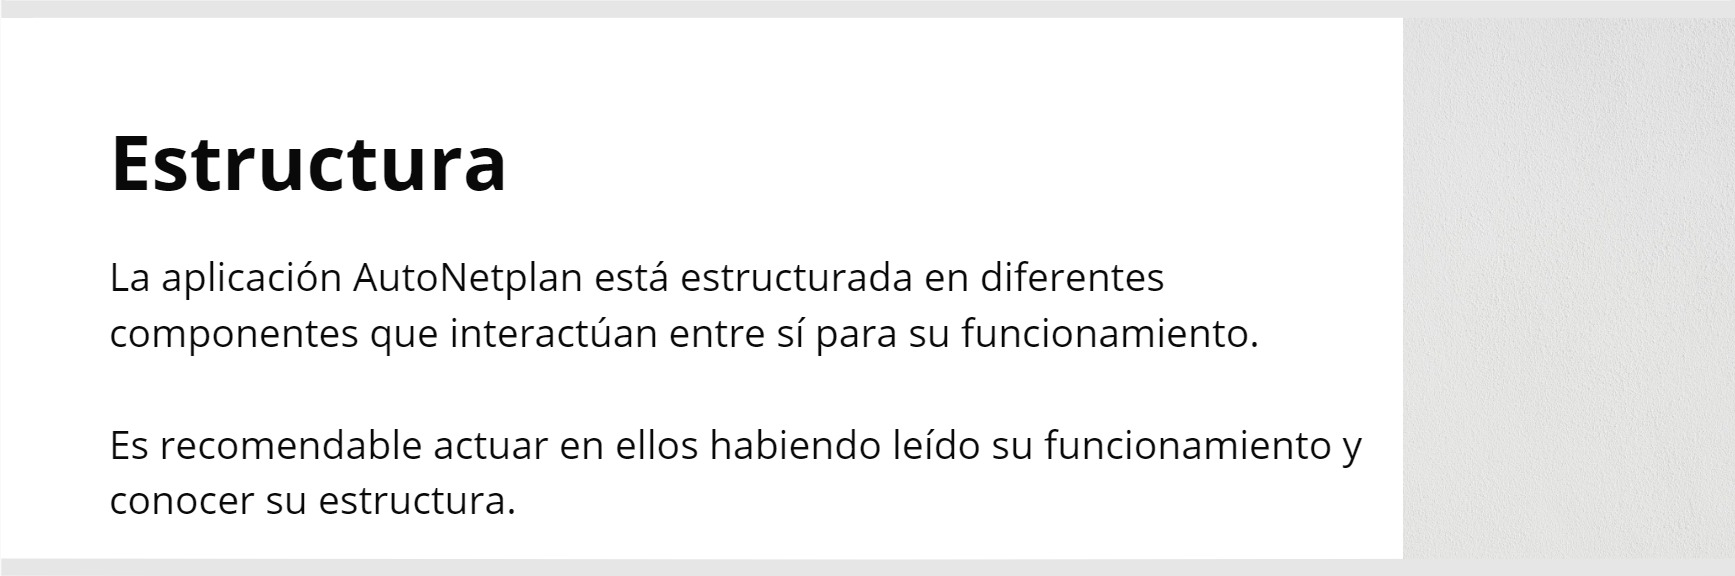 Estructura
La aplicación AutoNetplan está estructurada en diferentes
componentes que interactúan entre sí para su funcionamiento.
Es recomendable actuar en ellos habiendo leído su funcionamiento y
conocer su estructura.